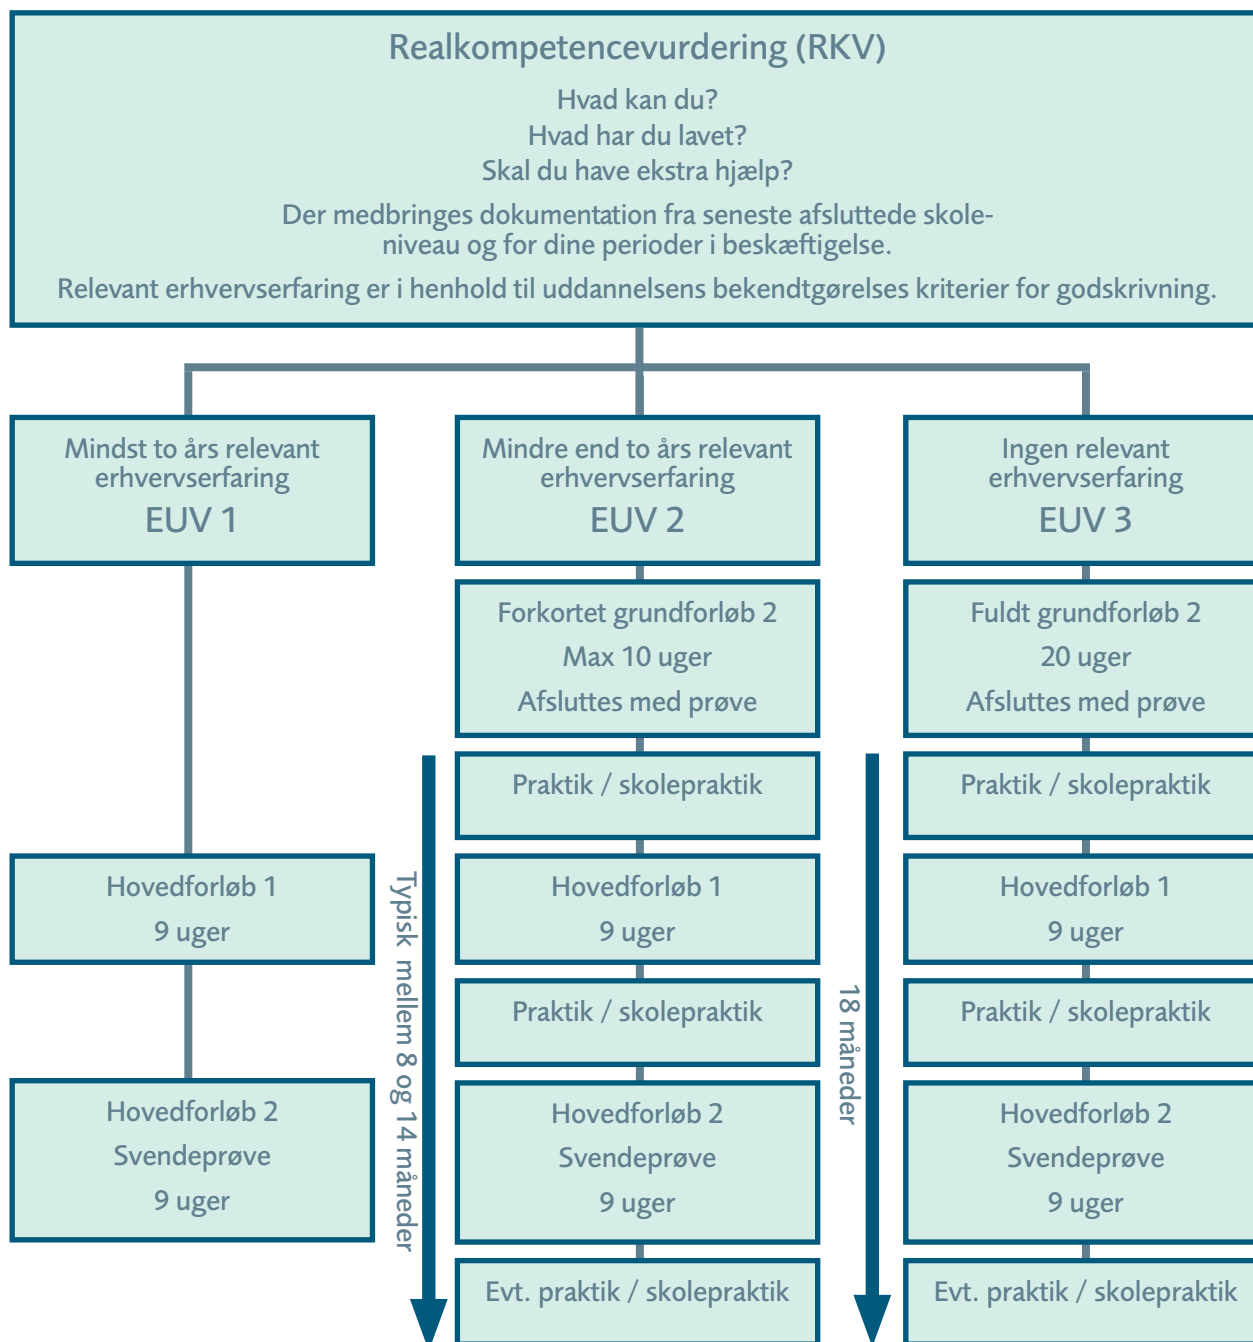 Realkompetencevurdering (RKV)
Hvad kan du?
Hvad har du lavet?
Skal du have ekstra hjælp?
Der medbringes dokumentation fra seneste afsluttede skole-
niveau og for dine perioder i beskæftigelse.
Relevant erhvervserfaring er i henhold til uddannelsens bekendtgørelses kriterier for godskrivning.
Mindst to års relevant
erhvervserfaring
EUV 1
Hovedforløb 1
9 uger
Hovedforløb 2
Svendeprøve
9 uger
Mindre end to års relevant
erhvervserfaring
EUV 2
Forkortet grundforløb 2
Max 10 uger
Afsluttes med prøve
Typisk mellem 8 og 14 måneder
Praktik / skolepraktik
Hovedforløb 1
9 uger
Praktik / skolepraktik
Hovedforløb 2
Svendeprøve
9 uger
Evt. praktik / skolepraktik
Ingen relevant
erhvervserfaring
EUV 3
Fuldt grundforløb 2
20 uger
Afsluttes med prøve
18 måneder
Praktik / skolepraktik
Hovedforløb 1
9 uger
Praktik / skolepraktik
Hovedforløb 2
Svendeprøve
9 uger
Evt. praktik / skolepraktik